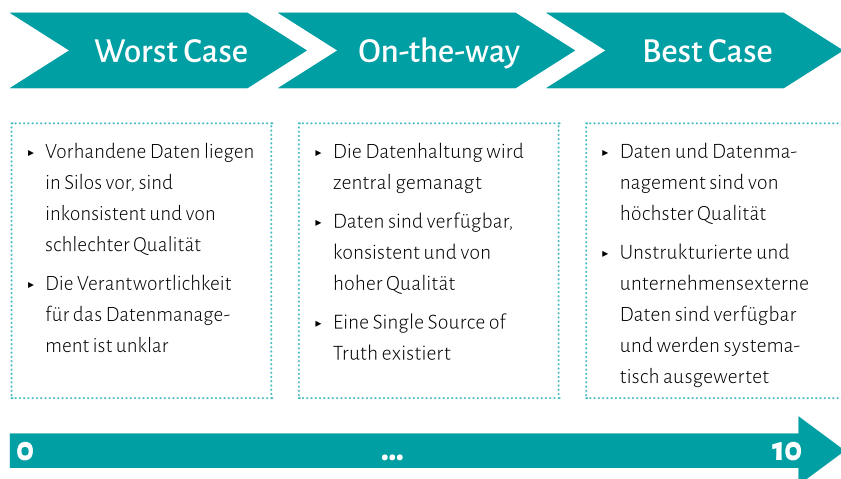 Worst Case
On-the-way
Best Case
▸ Vorhandene Daten liegen
in Silos vor, sind
inkonsistent und von
schlechter Qualität
▸ Die Verantwortlichkeit
für das Datenmanage-
ment ist unklar
▸ Die Datenhaltung wird
zentral gemanagt
▸ Daten sind verfügbar,
konsistent und von
hoher Qualität
▸ Eine Single Source of
Truth existiert
▸ Daten und Datenma-
nagement sind von
höchster Qualität
▸ Unstrukturierte und
unternehmensexterne
Daten sind verfügbar
und werden systema-
tisch ausgewertet
0
...
10